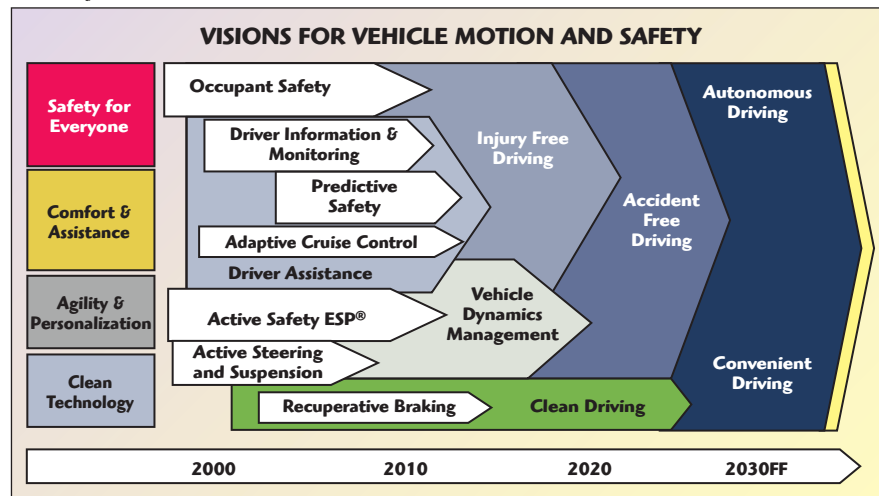 VISIONS FOR VEHICLE MOTION AND SAFETY
Safety for
Everyone
Comfort &
Assistance
Agility &
Personalization
Clean
Technology
Occupant Safety
Driver Information &
Monitoring
Predictive
Safety
Adaptive Cruise Control
Driver Assistance
Active Safety ESP®
Active Steering
and Suspension
Recuperative Braking
Injury Free
Driving
Vehicle
Dynamics
Management
Clean Driving
Accident
Free
Driving
Autonomous
Driving
Convenient
Driving
2000
2010
2020
2030FF